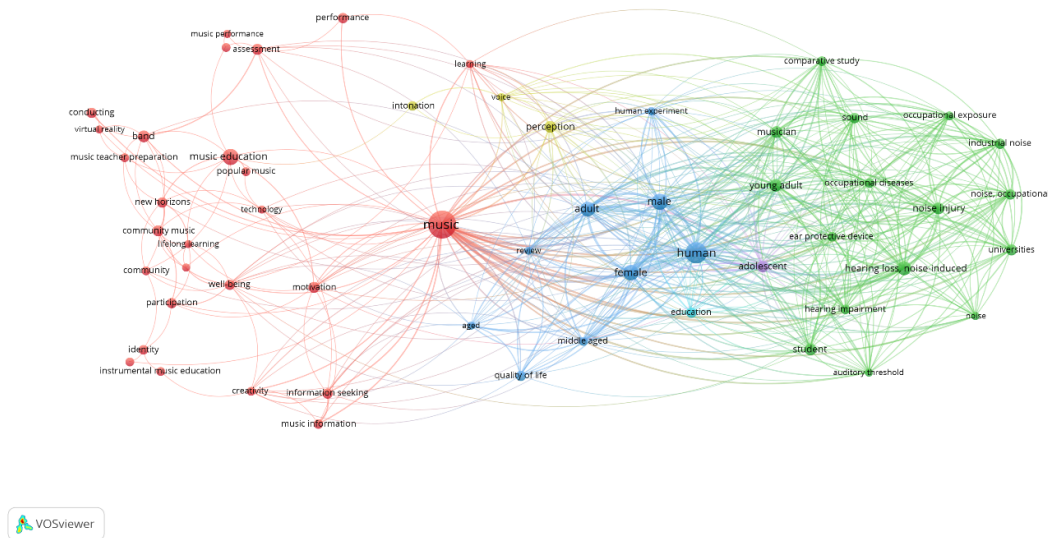 performance
music performance
assessment
learning
comparative study
voice
intonation
human experiment
conducting
sound
occupational exposure
virtual reality
perception
musician
band
industrial noise
music teacher preparation
music education
popular music
young adult
occupational diseases
noise, occupationa
new horizons
technology
adult
male
noise injury
music
community music
ear protective device
lifelong learning
review
human
universities
community
female
adolescent
hearing loss, noise-induced
well-being
motivation
participation
education
hearing impairment
noise
aged
middle aged
identity
student
instrumental music education
quality of life
auditory threshold
creativity
information seeking
music information
VOSviewer